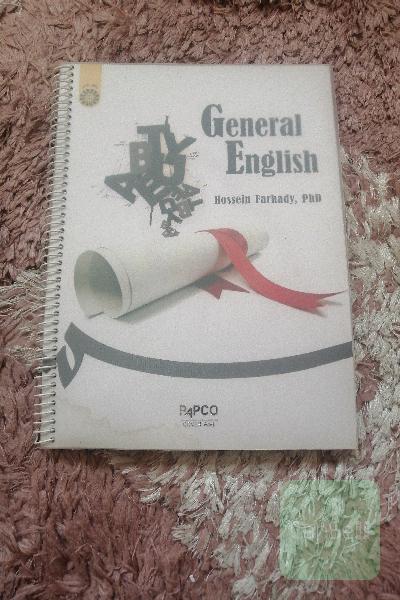 General
English
Hossein Farhady, PhD
PAPCO